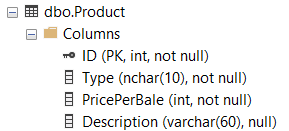 dbo.Product
Columns
ID (PK, int, not null)
Type (nchar(10), not null)
PricePerBale (int, not null)
Description (varchar(60), null)